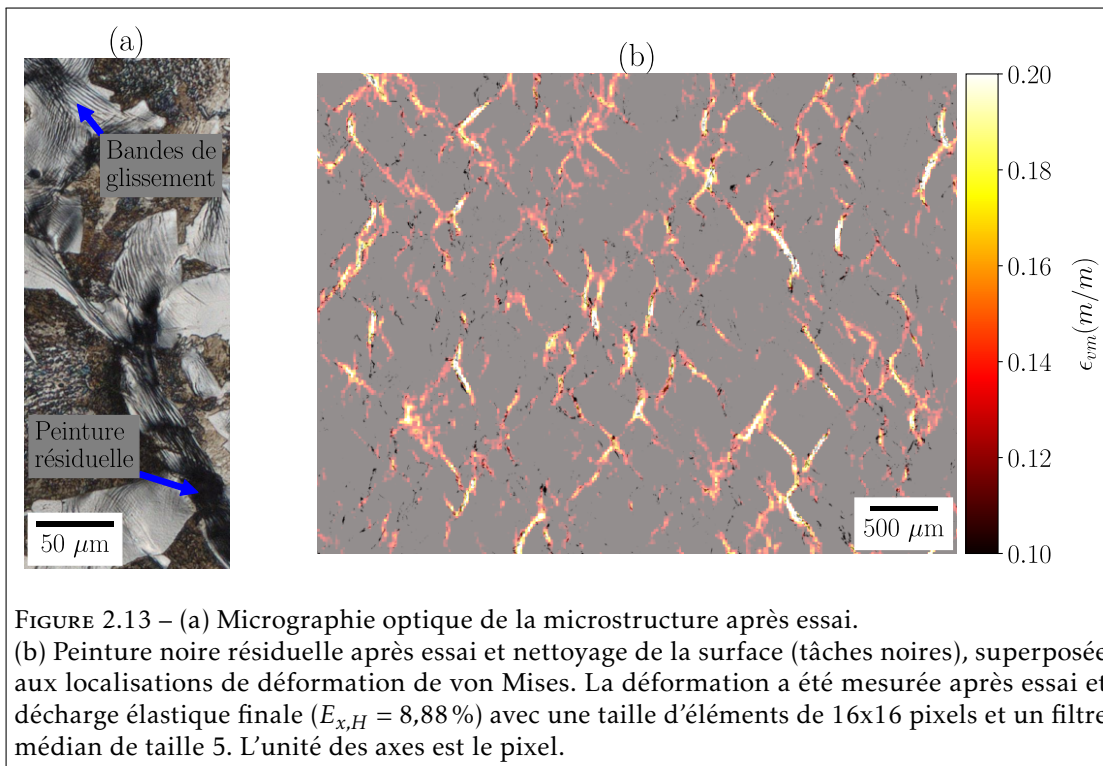 (a)
Bandes de
glissement
Peinture
résiduelle
50 μm
(b)
500 μm
0.20
0.18
0.16
0.14
0.12
0.10
ϵvm(m/m)
FIGURE 2.13 – (a) Micrographie optique de la microstructure après essai.
(b) Peinture noire résiduelle après essai et nettoyage de la surface (tâches noires), superposée
aux localisations de déformation de von Mises. La déformation a été mesurée après essai et
décharge élastique finale (Ex,H = 8,88 %) avec une taille d'éléments de 16x16 pixels et un filtre
médian de taille 5. L'unité des axes est le pixel.